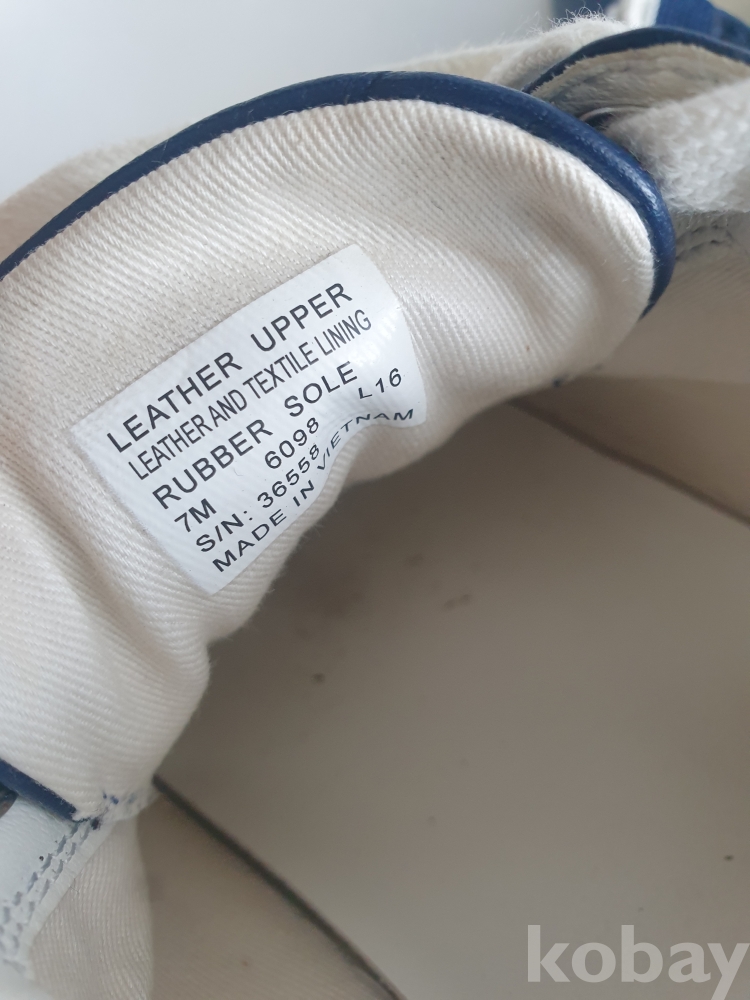 LEATHER UPPER
LEATHER AND TEXTILE LINING
RUBBER SOLE
7M 6098 L16
S/N: 36558
MADE IN VIETNAM
kobay